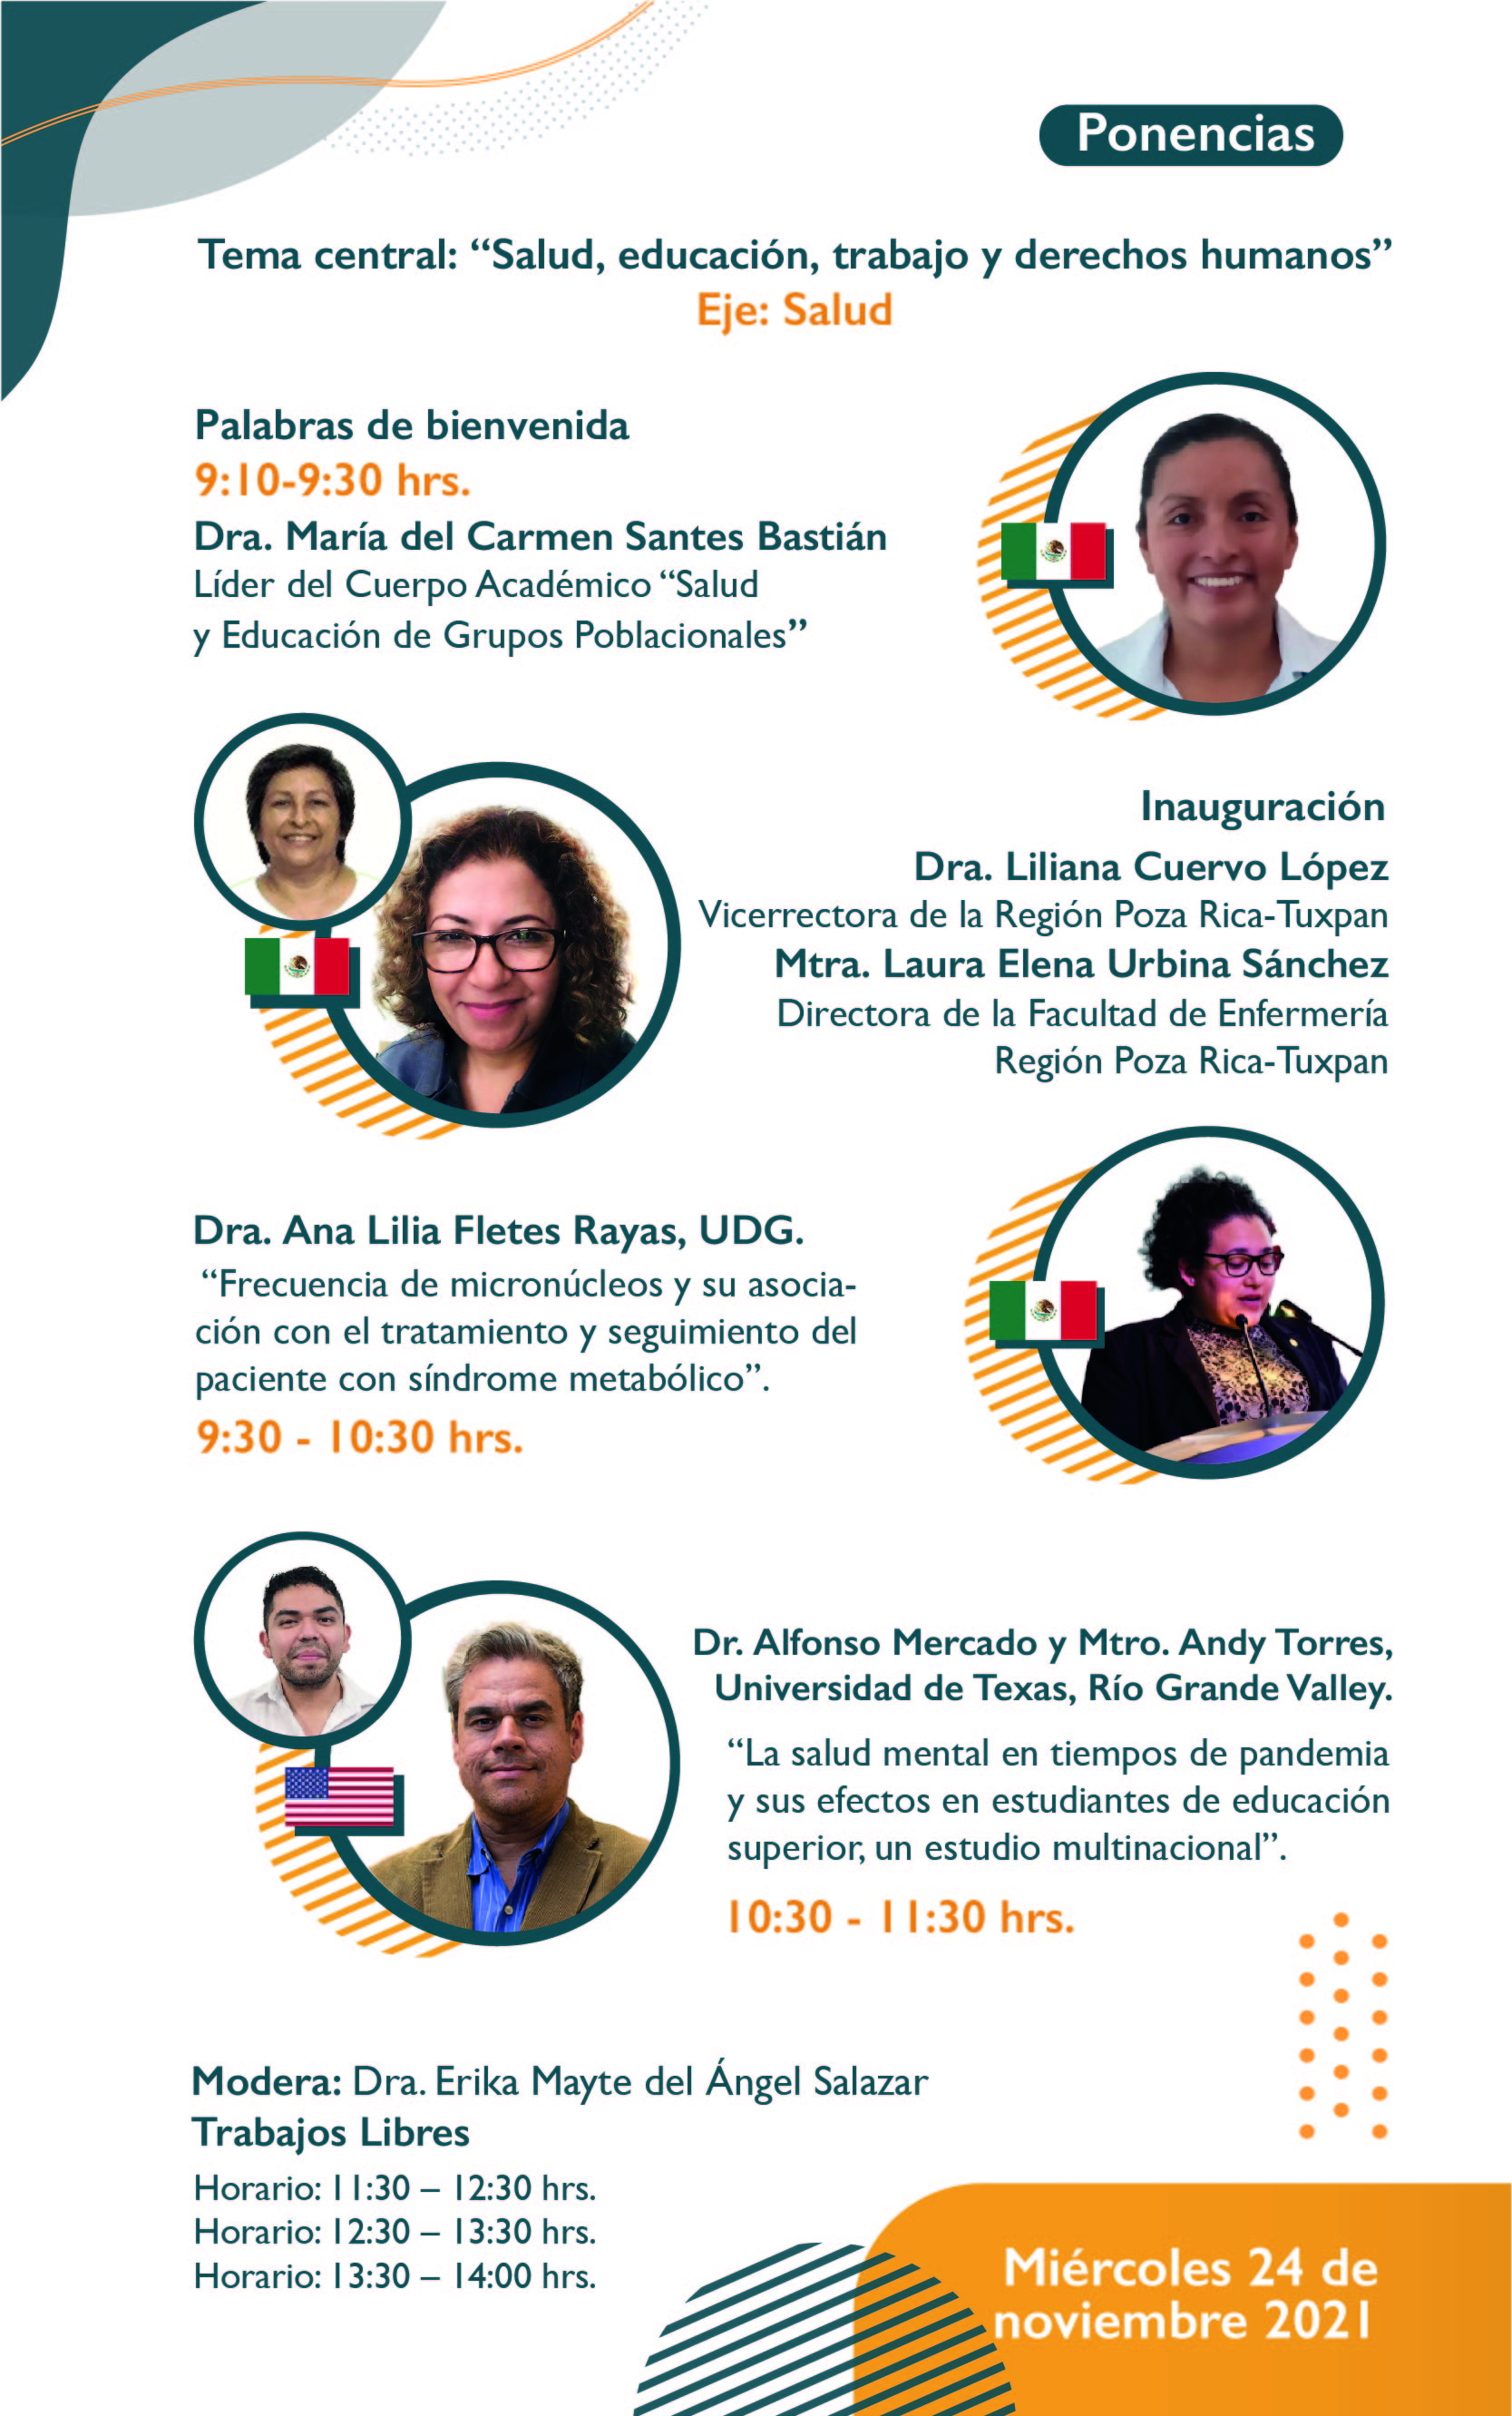 Ponencias
Tema central: “Salud, educación, trabajo y derechos humanos”
Eje: Salud
Palabras de bienvenida
9:10-9:30 hrs.
Dra. María del Carmen Santes Bastián
Líder del Cuerpo Académico “Salud
y Educación de Grupos Poblacionales”
Inauguración
Dra. Liliana Cuervo López
Vicerrectora de la Región Poza Rica-Tuxpan
Mtra. Laura Elena Urbina Sánchez
Directora de la Facultad de Enfermería
Región Poza Rica-Tuxpan
Dra. Ana Lilia Fletes Rayas, UDG.
“Frecuencia de micronúcleos y su asocia-
ción con el tratamiento y seguimiento del
paciente con síndrome metabólico”.
9:30 - 10:30 hrs.
Dr. Alfonso Mercado y Mtro. Andy Torres,
Universidad de Texas, Río Grande Valley.
“La salud mental en tiempos de pandemia
y sus efectos en estudiantes de educación
superior, un estudio multinacional”.
10:30 - 11:30 hrs.
Modera: Dra. Erika Mayte del Ángel Salazar
Trabajos Libres
Horario: 11:30 – 12:30 hrs.
Horario: 12:30 – 13:30 hrs.
Horario: 13:30 – 14:00 hrs.
Miércoles 24 de
noviembre 2021